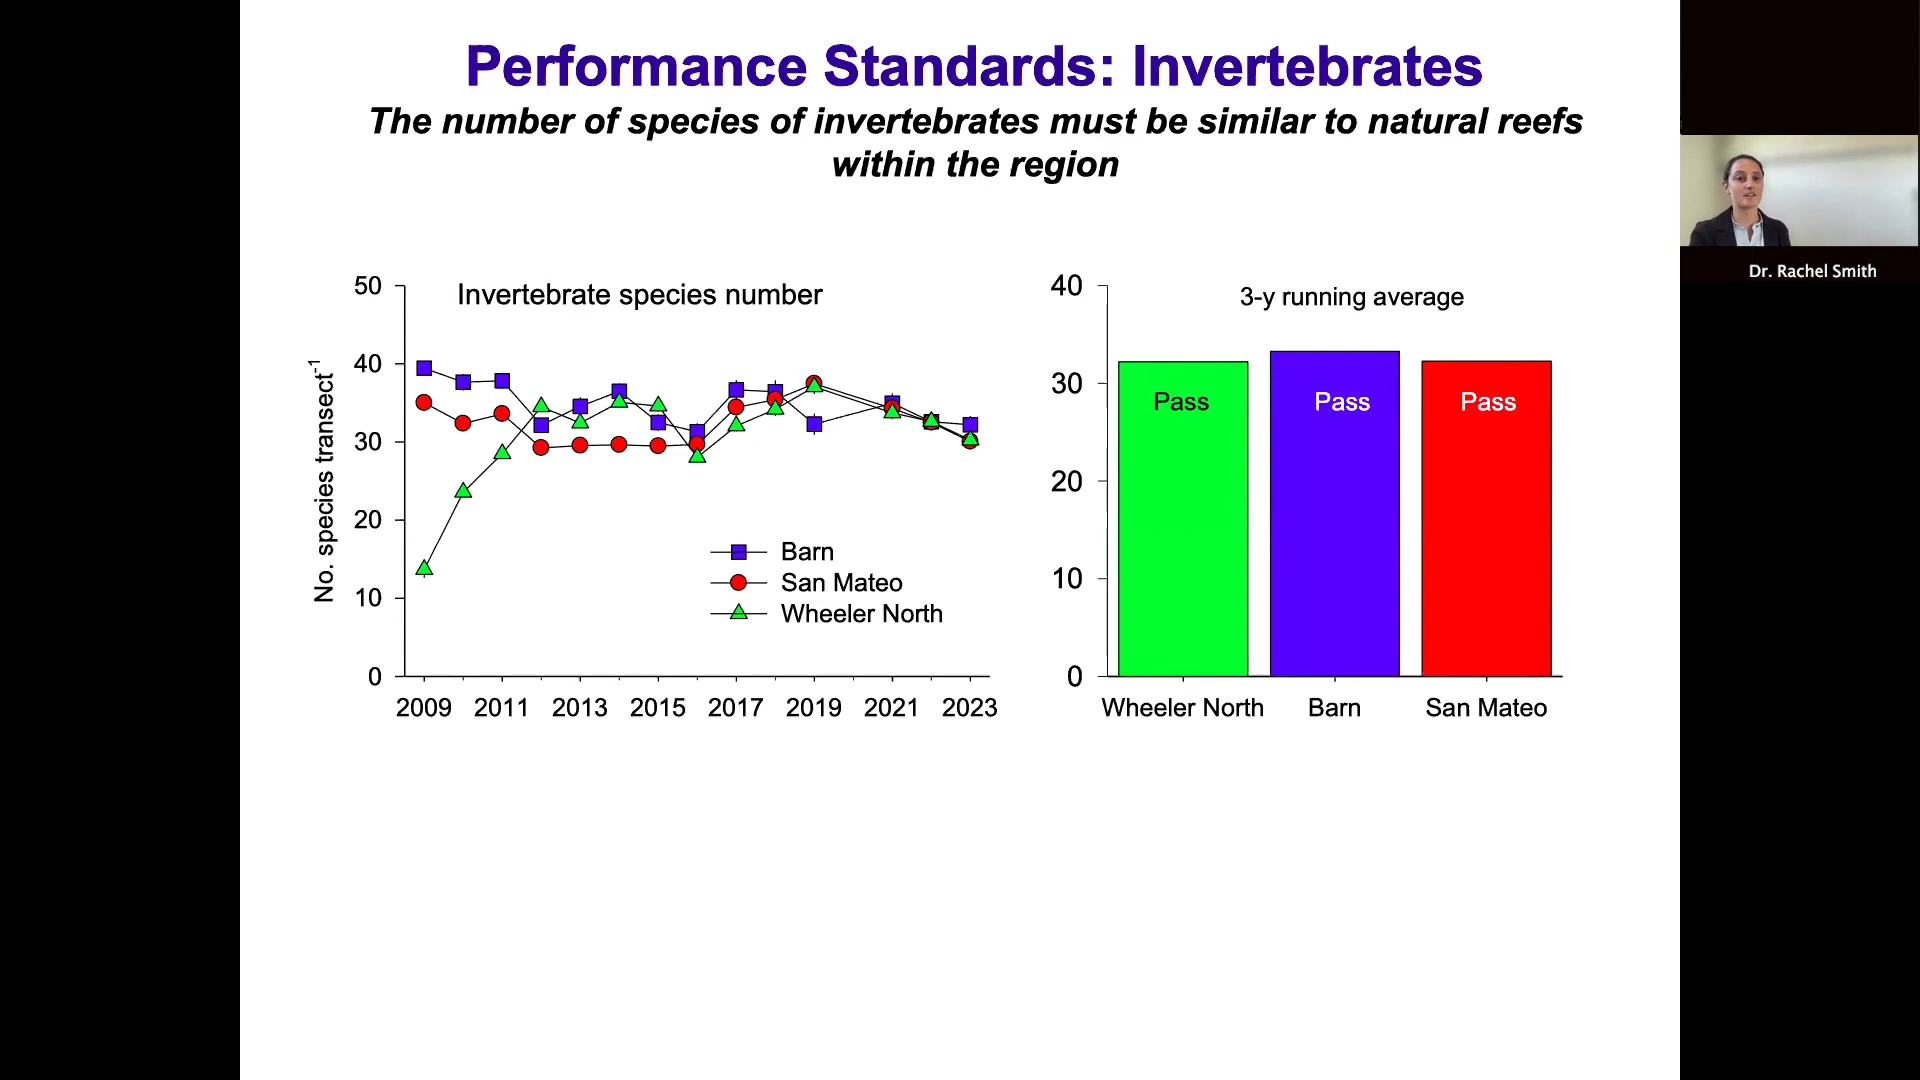 Performance Standards: Invertebrates
The number of species of invertebrates must be similar to natural reefs
within the region
Dr. Rachel Smith
Invertebrate species number
No. species transect⁻¹
50
40
30
20
10
0
2009 2011 2013 2015 2017 2019 2021 2023
Barn
San Mateo
Wheeler North
3-y running average
40
30
20
10
0
Pass Pass Pass
Wheeler North Barn San Mateo